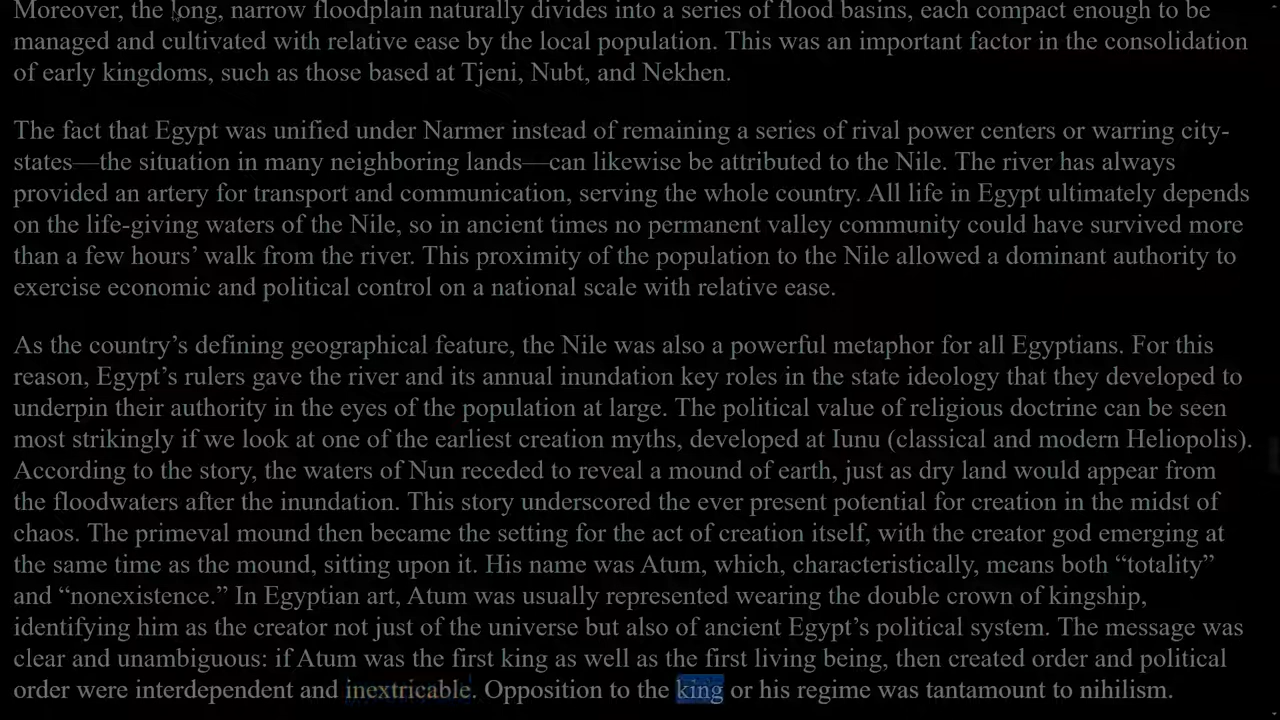 Moreover, the long, narrow floodplain naturally divides into a series of flood basins, each compact enough to be
managed and cultivated with relative ease by the local population. This was an important factor in the consolidation
of early kingdoms, such as those based at Tjeni, Nubt, and Nekhen.
The fact that Egypt was unified under Narmer instead of remaining a series of rival power centers or warring city-
states—the situation in many neighboring lands—can likewise be attributed to the Nile. The river has always
provided an artery for transport and communication, serving the whole country. All life in Egypt ultimately depends
on the life-giving waters of the Nile, so in ancient times no permanent valley community could have survived more
than a few hours’ walk from the river. This proximity of the population to the Nile allowed a dominant authority to
exercise economic and political control on a national scale with relative ease.
As the country’s defining geographical feature, the Nile was also a powerful metaphor for all Egyptians. For this
reason, Egypt’s rulers gave the river and its annual inundation key roles in the state ideology that they developed to
underpin their authority in the eyes of the population at large. The political value of religious doctrine can be seen
most strikingly if we look at one of the earliest creation myths, developed at Iunu (classical and modern Heliopolis).
According to the story, the waters of Nun receded to reveal a mound of earth, just as dry land would appear from
the floodwaters after the inundation. This story underscored the ever present potential for creation in the midst of
chaos. The primeval mound then became the setting for the act of creation itself, with the creator god emerging at
the same time as the mound, sitting upon it. His name was Atum, which, characteristically, means both “totality”
and “nonexistence.” In Egyptian art, Atum was usually represented wearing the double crown of kingship,
identifying him as the creator not just of the universe but also of ancient Egypt’s political system. The message was
clear and unambiguous: if Atum was the first king as well as the first living being, then created order and political
order were interdependent and inextricable. Opposition to the king or his regime was tantamount to nihilism.